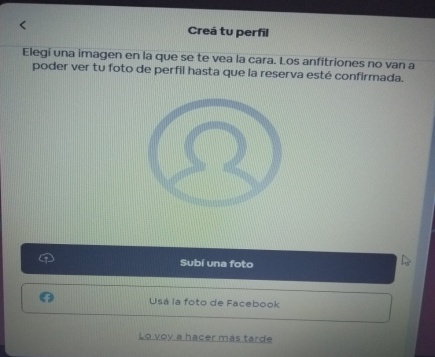 Creá tu perfil
Elegí una imagen en la que se te vea la cara. Los anfitriones no van a
poder ver tu foto de perfil hasta que la reserva esté confirmada.
Subí una foto
Usá la foto de Facebook
Lo voy a hacer más tarde